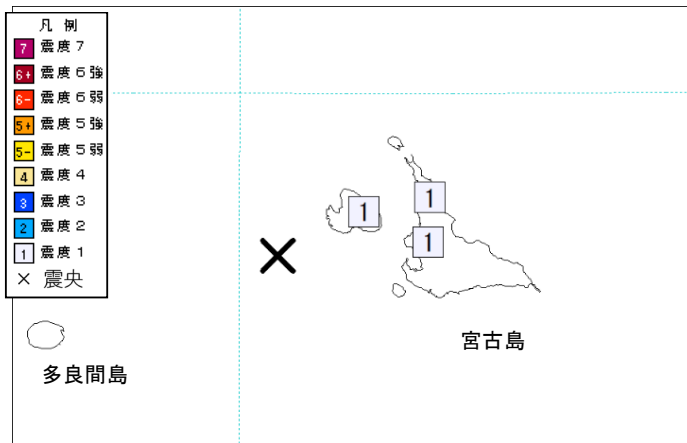 凡 例
7 震度７
6+ 震度６強
6- 震度６弱
5+ 震度５強
5- 震度５弱
4 震度４
3 震度３
2 震度２
1 震度１
× 震央
1
1
1
宮古島
多良間島